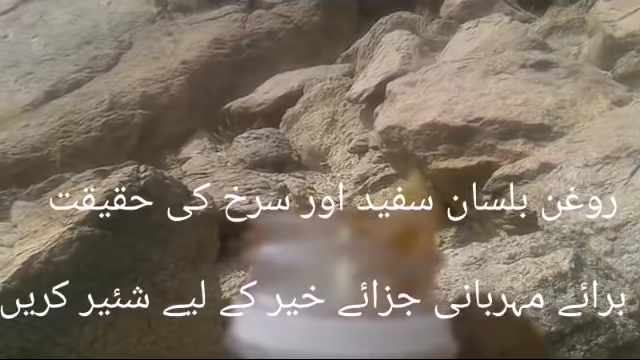 روغن بلسان سفید اور سرخ کی حقیقت
برائے مہربانی جزائے خیر کے لیے شئیر کریں